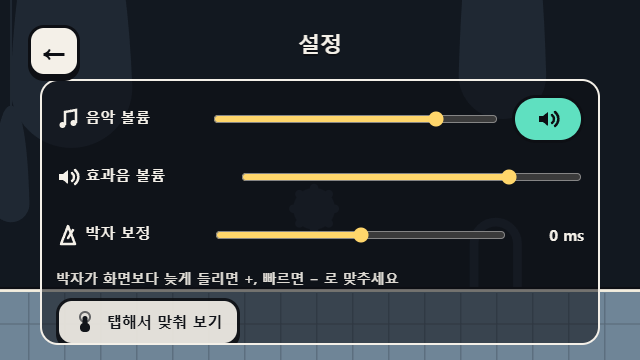 ←
설정
음악 볼륨
효과음 볼륨
박자 보정
0 ms
박자가 화면보다 늦게 들리면 +, 빠르면 – 로 맞추세요
탭해서 맞춰 보기